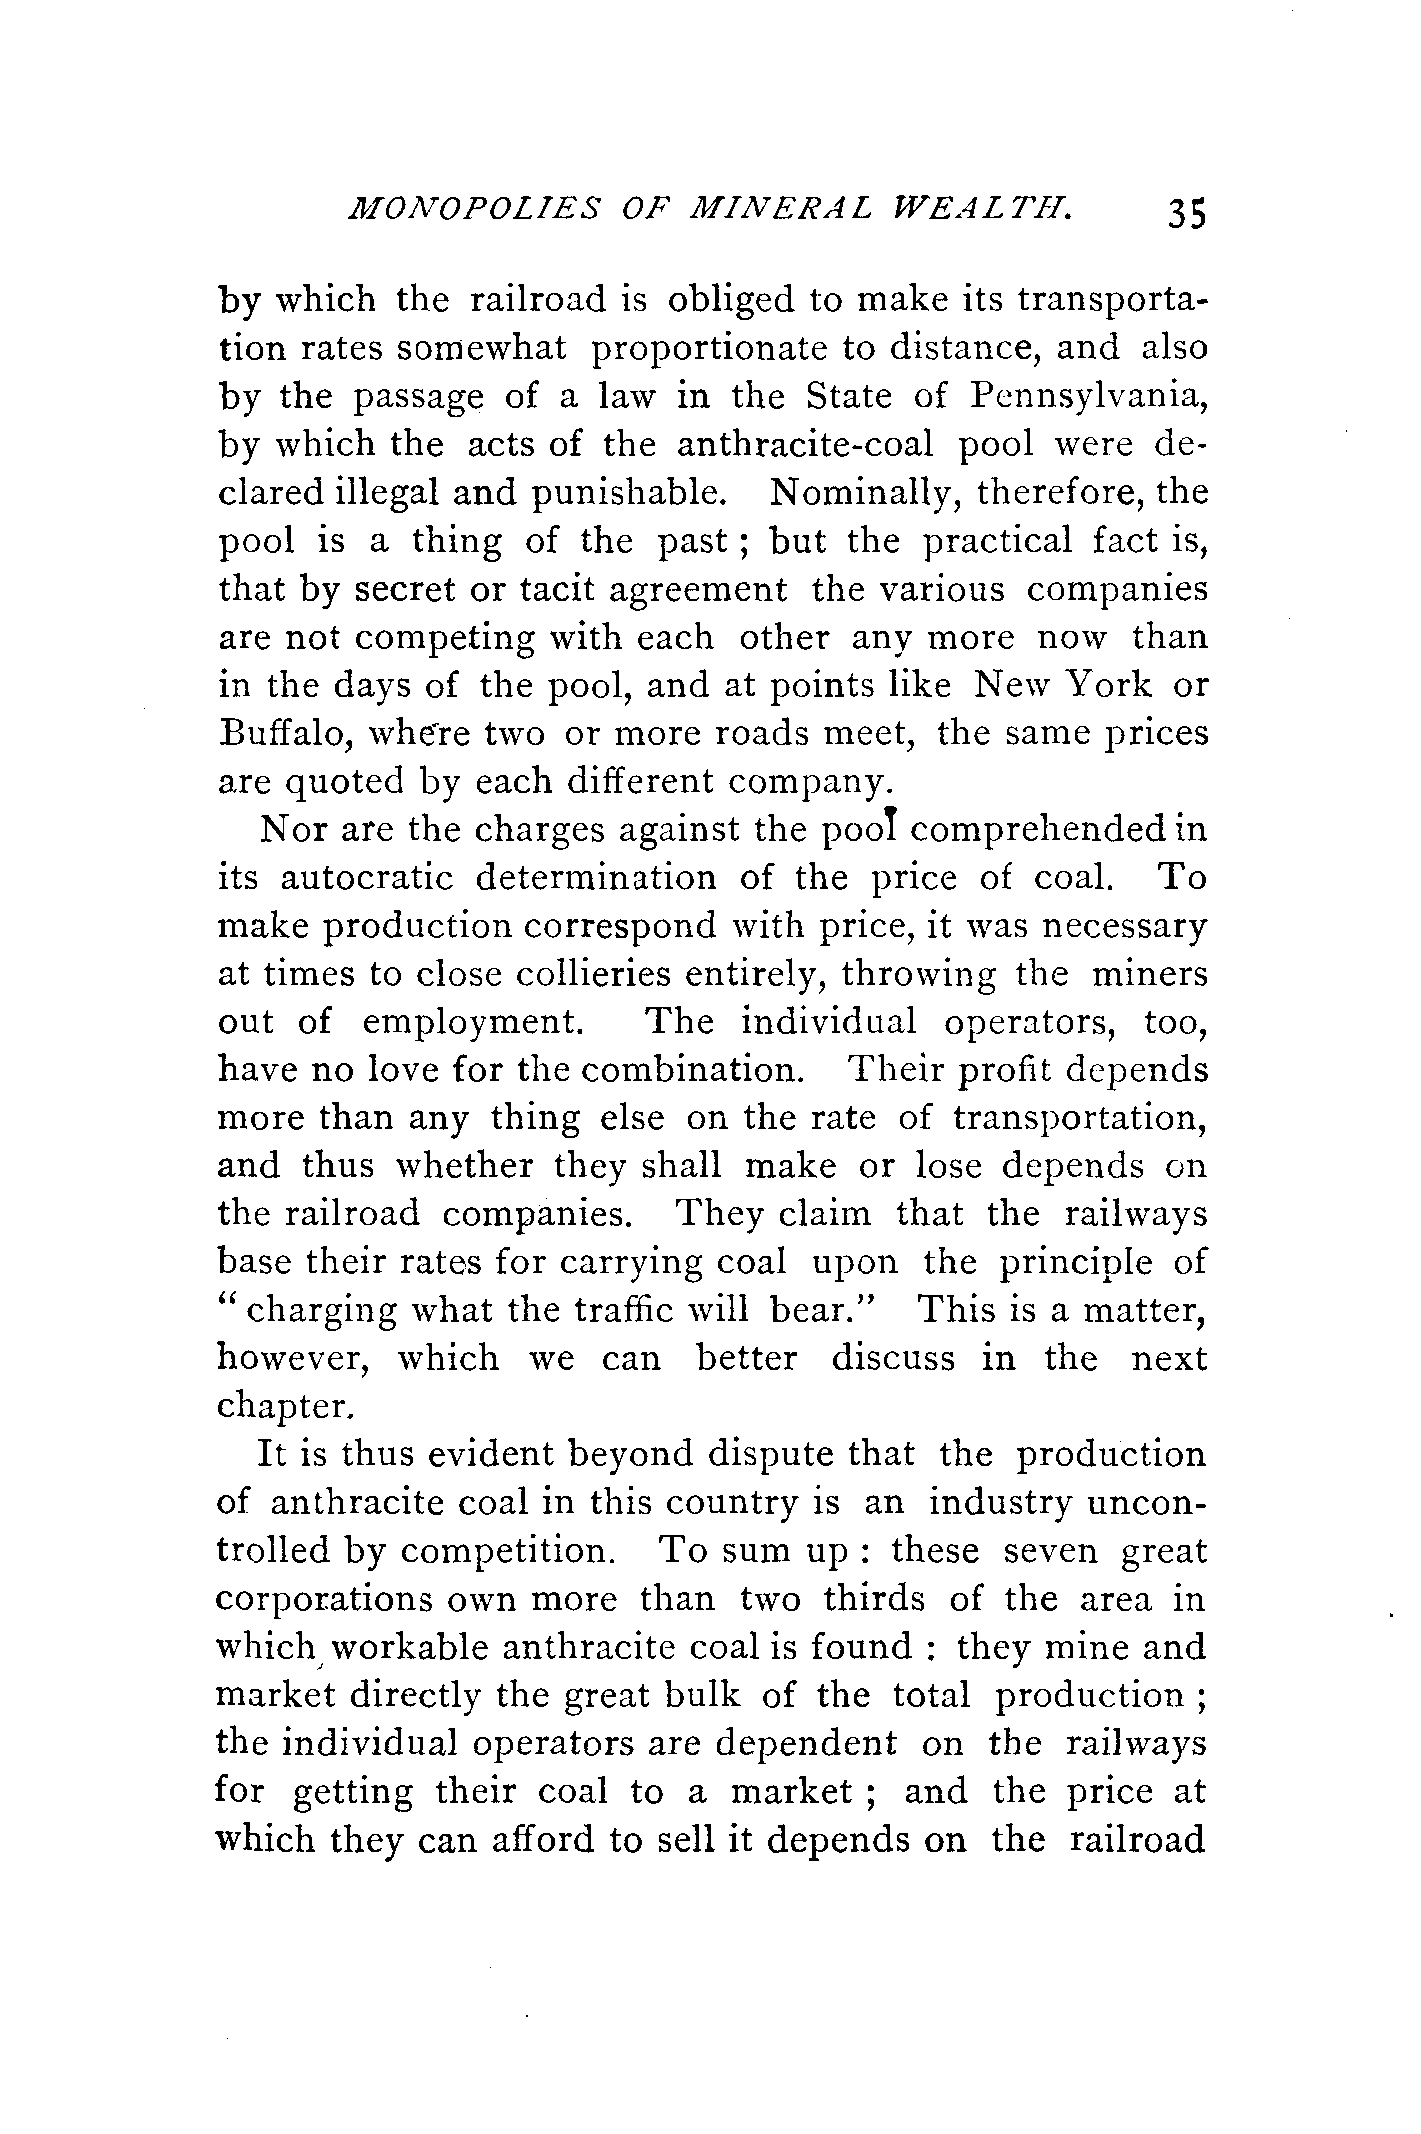 MONOPOLIES OF MINERAL WEALTH. 35
by which the railroad is obliged to make its transporta-
tion rates somewhat proportionate to distance, and also
by the passage of a law in the State of Pennsylvania,
by which the acts of the anthracite-coal pool were de-
clared illegal and punishable. Nominally, therefore, the
pool is a thing of the past ; but the practical fact is,
that by secret or tacit agreement the various companies
are not competing with each other any more now than
in the days of the pool, and at points like New York or
Buffalo, where two or more roads meet, the same prices
are quoted by each different company.
Nor are the charges against the pool comprehended in
its autocratic determination of the price of coal. To
make production correspond with price, it was necessary
at times to close collieries entirely, throwing the miners
out of employment. The individual operators, too,
have no love for the combination. Their profit depends
more than any thing else on the rate of transportation,
and thus whether they shall make or lose depends on
the railroad companies. They claim that the railways
base their rates for carrying coal upon the principle of
“ charging what the traffic will bear.” This is a matter,
however, which we can better discuss in the next
chapter.
It is thus evident beyond dispute that the production
of anthracite coal in this country is an industry uncon-
trolled by competition. To sum up : these seven great
corporations own more than two thirds of the area in
which workable anthracite coal is found : they mine and
market directly the great bulk of the total production ;
the individual operators are dependent on the railways
for getting their coal to a market ; and the price at
which they can afford to sell it depends on the railroad